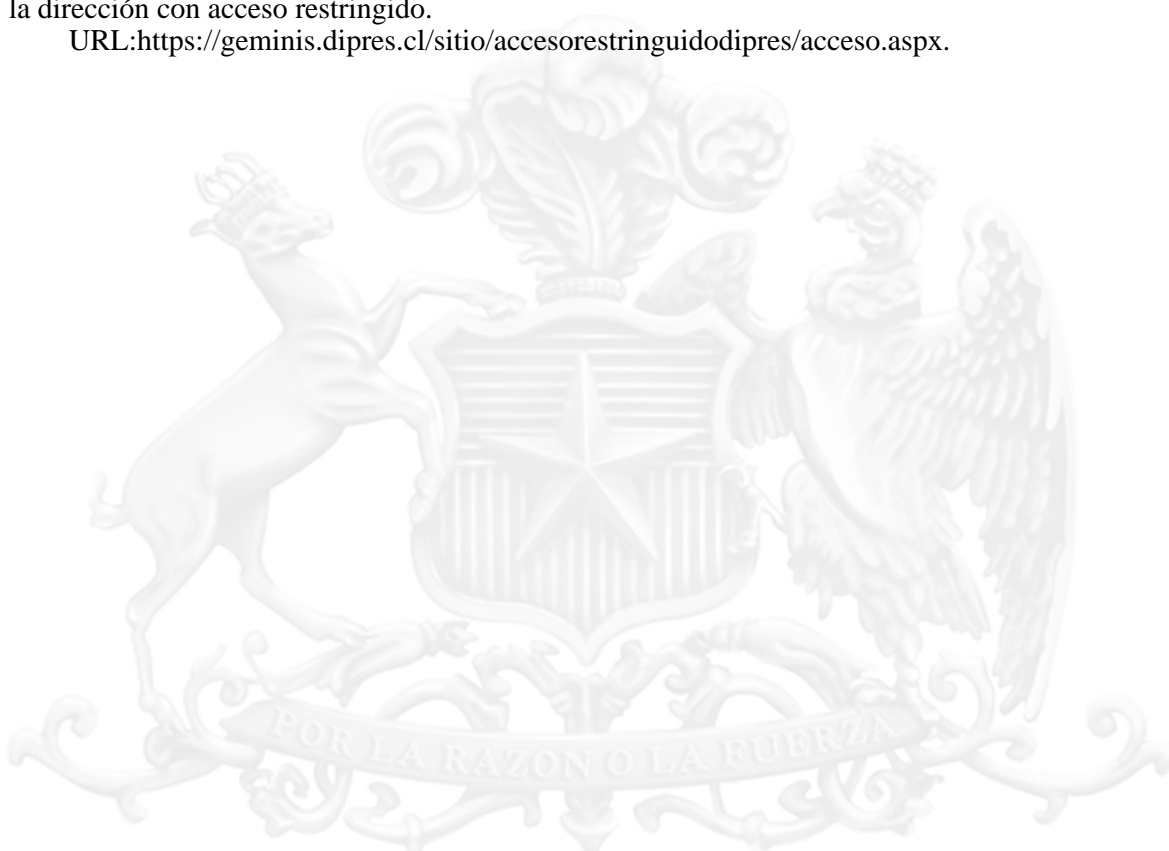 la dirección con acceso restringido.
URL:https://geminis.dipres.cl/sitio/accesorestringuidodipres/acceso.aspx.
POR LA RAZON O LA FUERZA